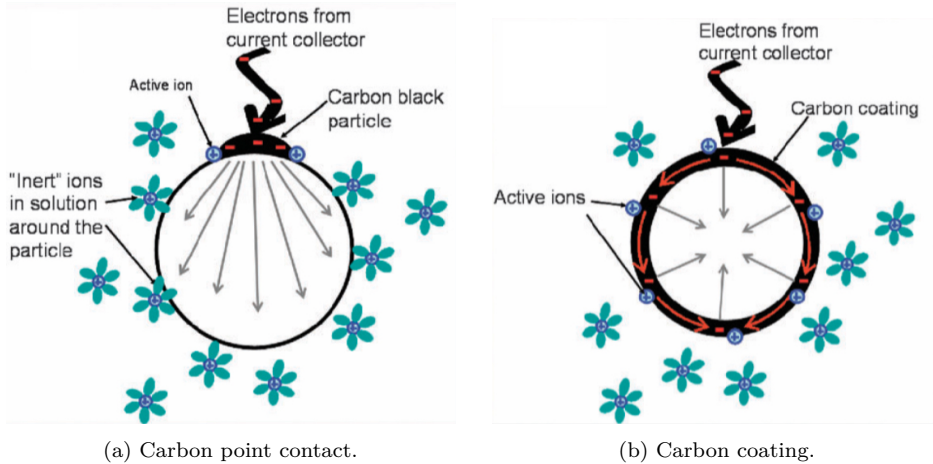 Electrons from
current collector
Active ion
Carbon black
particle
"Inert" ions
in solution
around the
particle
(a) Carbon point contact.
Electrons from
current collector
Carbon coating
Active ions
(b) Carbon coating.